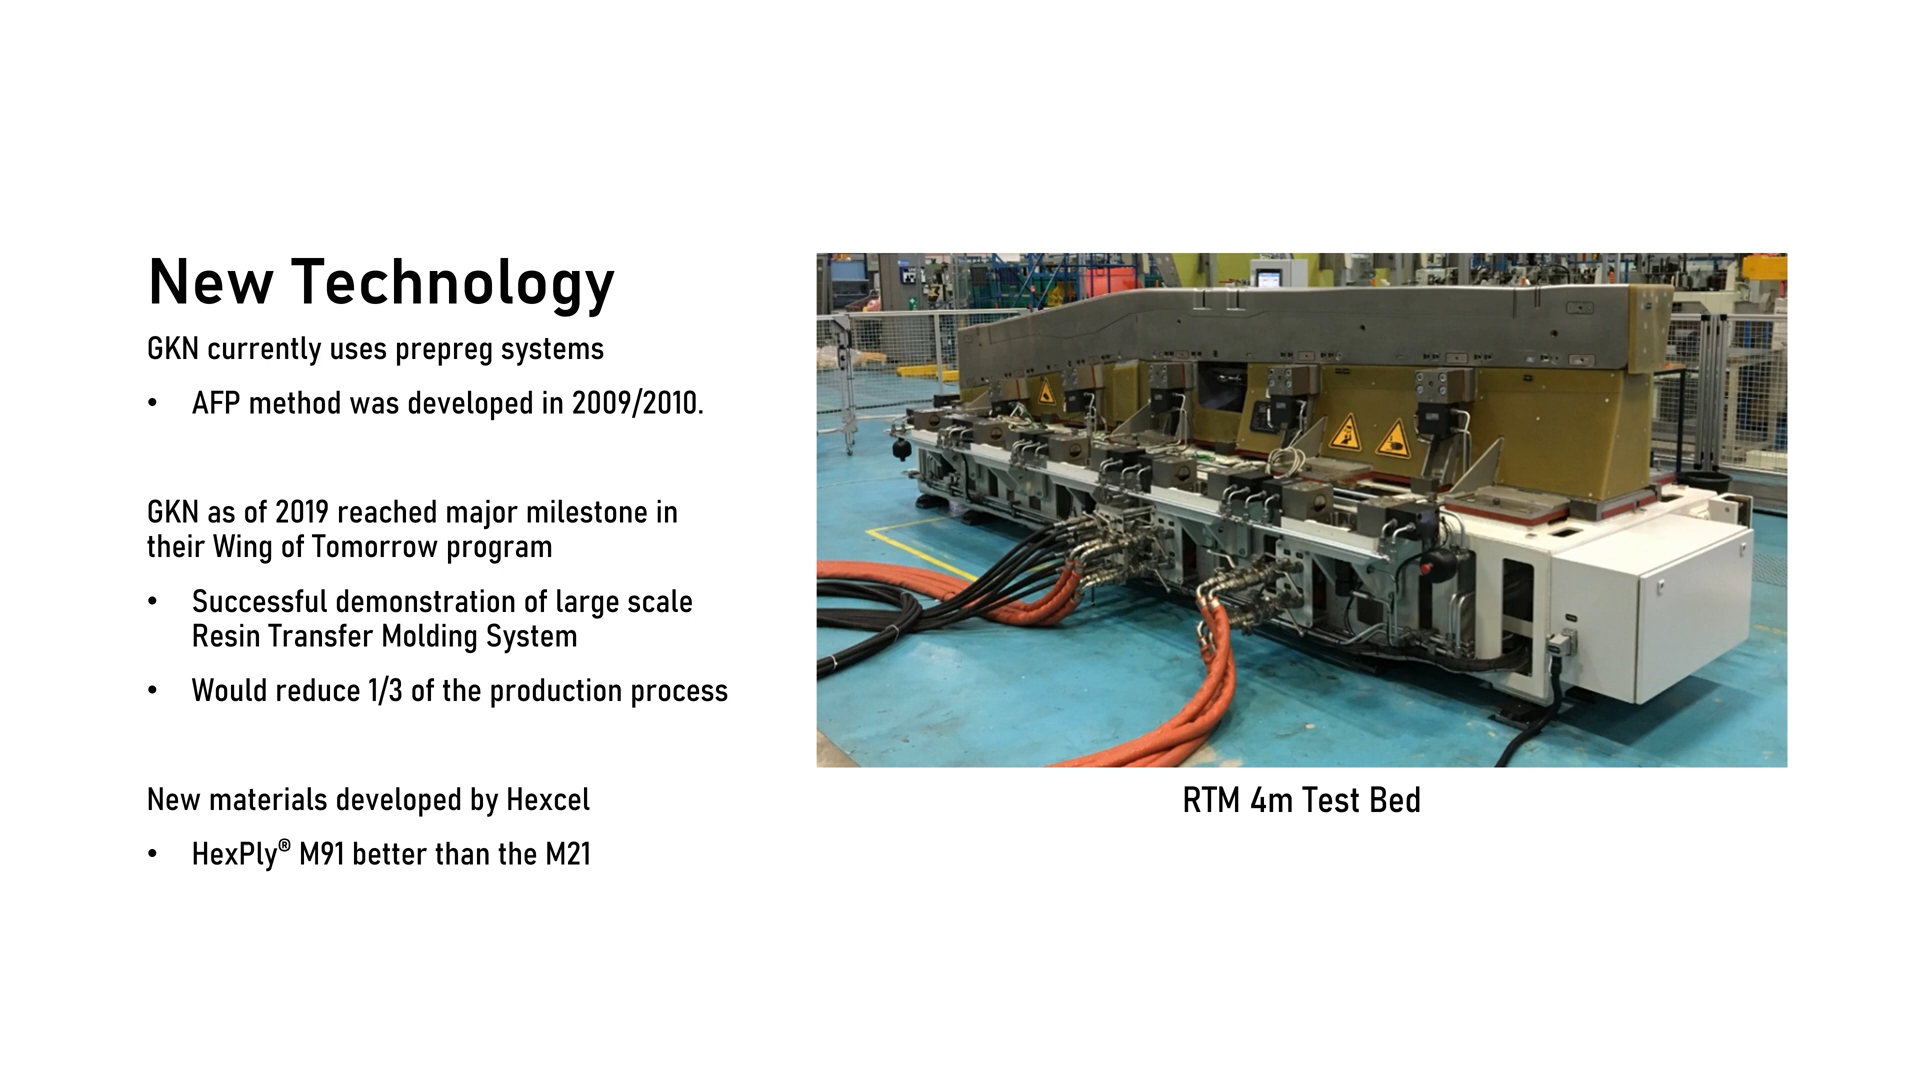 New Technology
GKN currently uses prepreg systems
• AFP method was developed in 2009/2010.
GKN as of 2019 reached major milestone in
their Wing of Tomorrow program
• Successful demonstration of large scale
Resin Transfer Molding System
• Would reduce 1/3 of the production process
New materials developed by Hexcel
• HexPly® M91 better than the M21
RTM 4m Test Bed